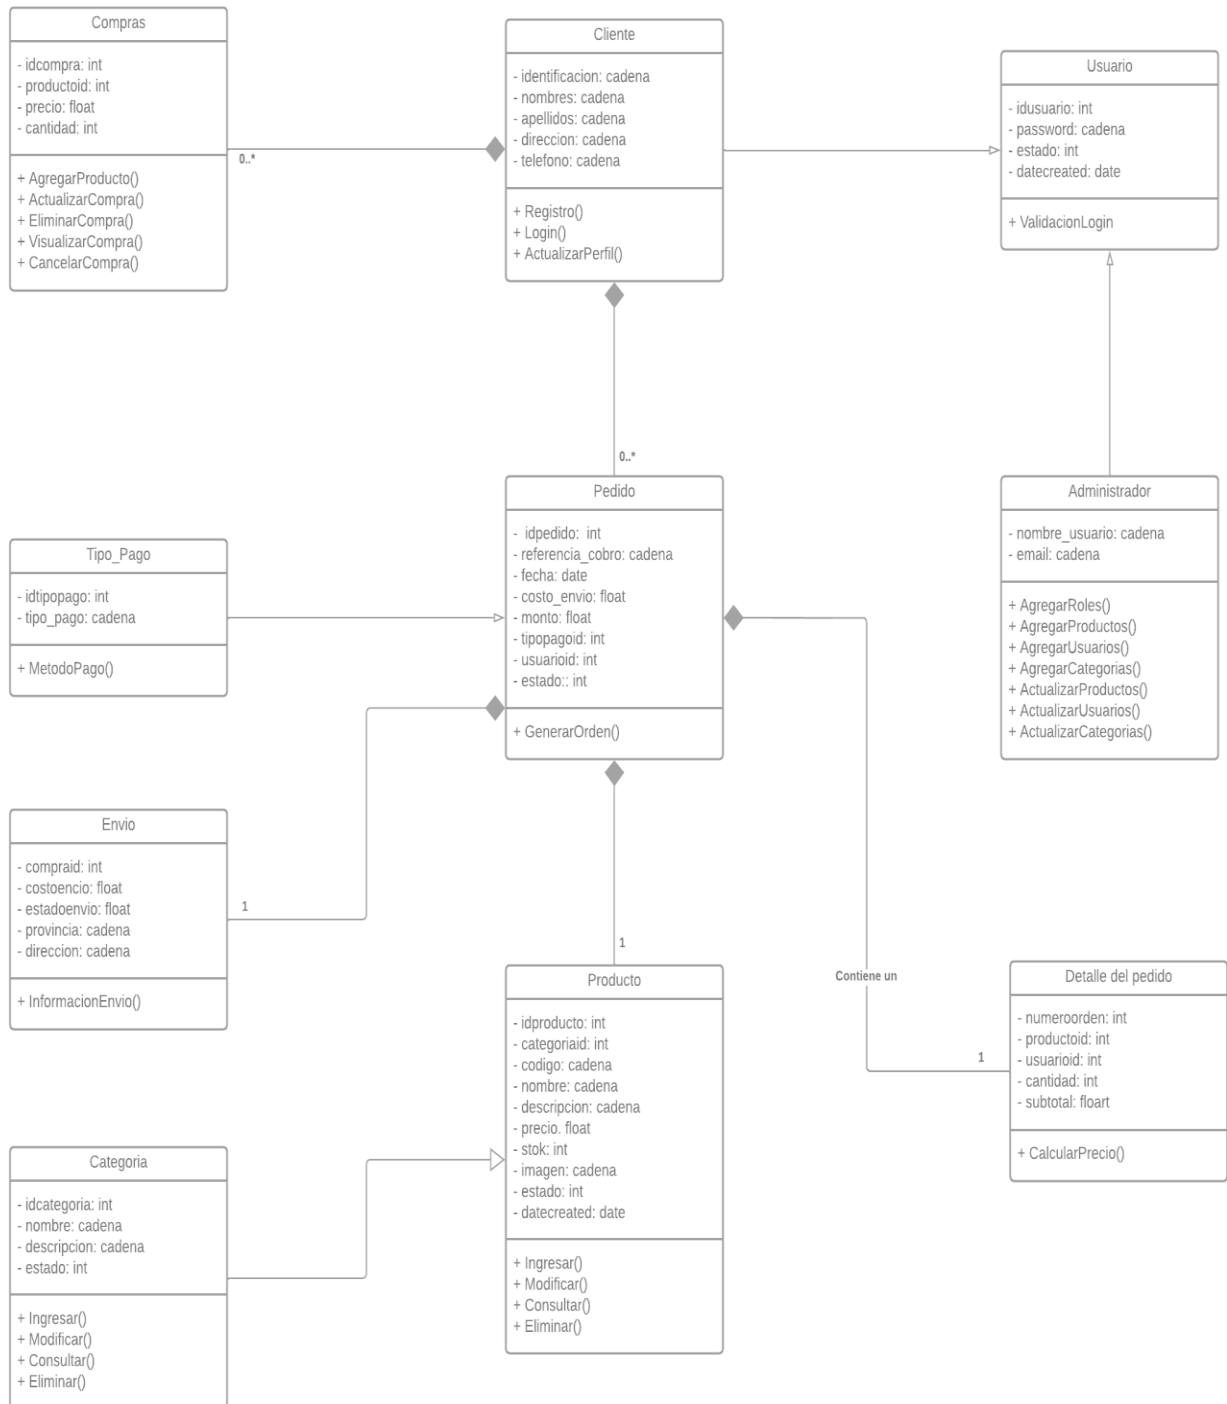 Compras
- idcompra: int
- productoid: int
- precio: float
- cantidad: int
+ AgregarProducto()
+ ActualizarCompra()
+ EliminarCompra()
+ VisualizarCompra()
+ CancelarCompra()
0..*
Cliente
- identificacion: cadena
- nombres: cadena
- apellidos: cadena
- direccion: cadena
- telefono: cadena
+ Registro()
+ Login()
+ ActualizarPerfil()
Usuario
- idusuario: int
- password: cadena
- estado: int
- datecreated: date
+ ValidacionLogin
0..*
Tipo_Pago
- idtipopago: int
- tipo_pago: cadena
+ MetodoPago()
Pedido
- idpedido: int
- referencia_cobro: cadena
- fecha: date
- costo_envio: float
- monto: float
- tipopagoid: int
- usuarioid: int
- estado:: int
+ GenerarOrden()
Administrador
- nombre_usuario: cadena
- email: cadena
+ AgregarRoles()
+ AgregarProductos()
+ AgregarUsuarios()
+ AgregarCategorias()
+ ActualizarProductos()
+ ActualizarUsuarios()
+ ActualizarCategorias()
Envio
- compraid: int
- costoencio: float
- estadoenvio: float
- provincia: cadena
- direccion: cadena
+ InformacionEnvio()
1
1
Producto
- idproducto: int
- categoriaid: int
- codigo: cadena
- nombre: cadena
- descripcion: cadena
- precio. float
- stok: int
- imagen: cadena
- estado: int
- datecreated: date
+ Ingresar()
+ Modificar()
+ Consultar()
+ Eliminar()
Contiene un
1
Detalle del pedido
- numeroorden: int
- productoid: int
- usuarioid: int
- cantidad: int
- subtotal: floart
+ CalcularPrecio()
Categoria
- idcategoria: int
- nombre: cadena
- descripcion: cadena
- estado: int
+ Ingresar()
+ Modificar()
+ Consultar()
+ Eliminar()